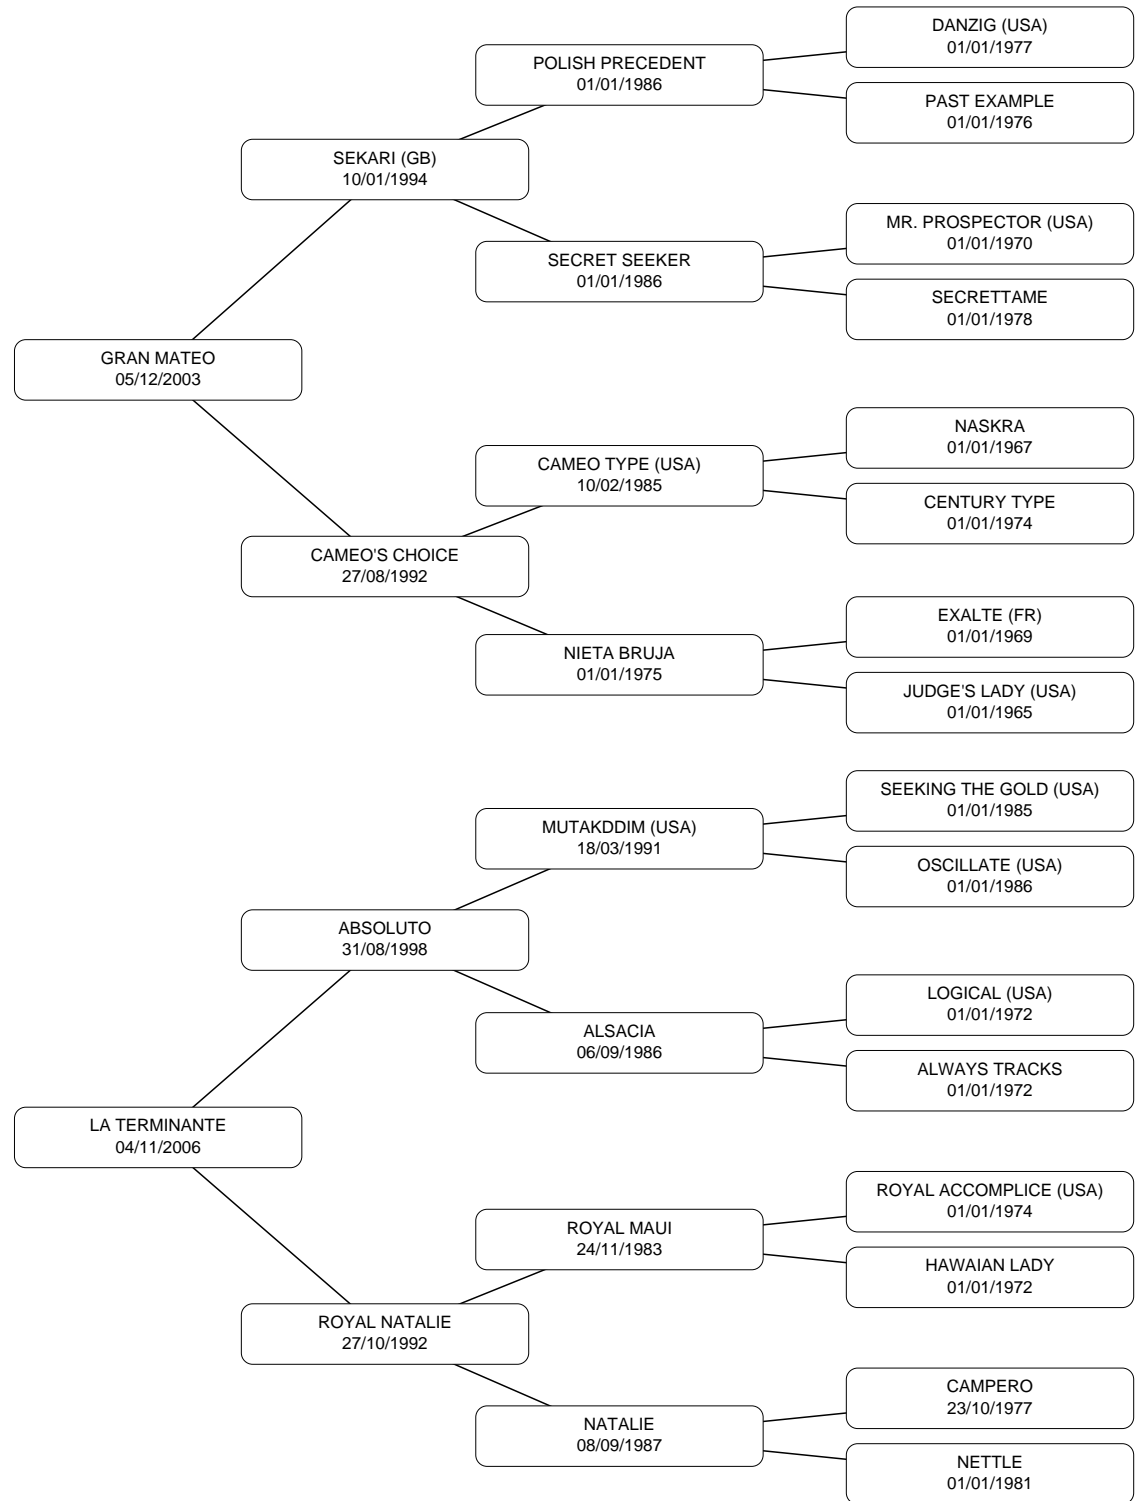 DANZIG (USA)
01/01/1977
POLISH PRECEDENT
01/01/1986
PAST EXAMPLE
01/01/1976
SEKARI (GB)
10/01/1994
MR. PROSPECTOR (USA)
01/01/1970
SECRET SEEKER
01/01/1986
SECRETTAME
01/01/1978
GRAN MATEO
05/12/2003
NASKRA
01/01/1967
CAMEO TYPE (USA)
10/02/1985
CENTURY TYPE
01/01/1974
CAMEO'S CHOICE
27/08/1992
EXALTE (FR)
01/01/1969
NIETA BRUJA
01/01/1975
JUDGE'S LADY (USA)
01/01/1965
SEEKING THE GOLD (USA)
01/01/1985
MUTAKDDIM (USA)
18/03/1991
OSCILLATE (USA)
01/01/1986
ABSOLUTO
31/08/1998
LOGICAL (USA)
01/01/1972
ALSACIA
06/09/1986
ALWAYS TRACKS
01/01/1972
LA TERMINANTE
04/11/2006
ROYAL ACCOMPLICE (USA)
01/01/1974
ROYAL MAUI
24/11/1983
HAWAIAN LADY
01/01/1972
ROYAL NATALIE
27/10/1992
CAMPERO
23/10/1977
NATALIE
08/09/1987
NETTLE
01/01/1981